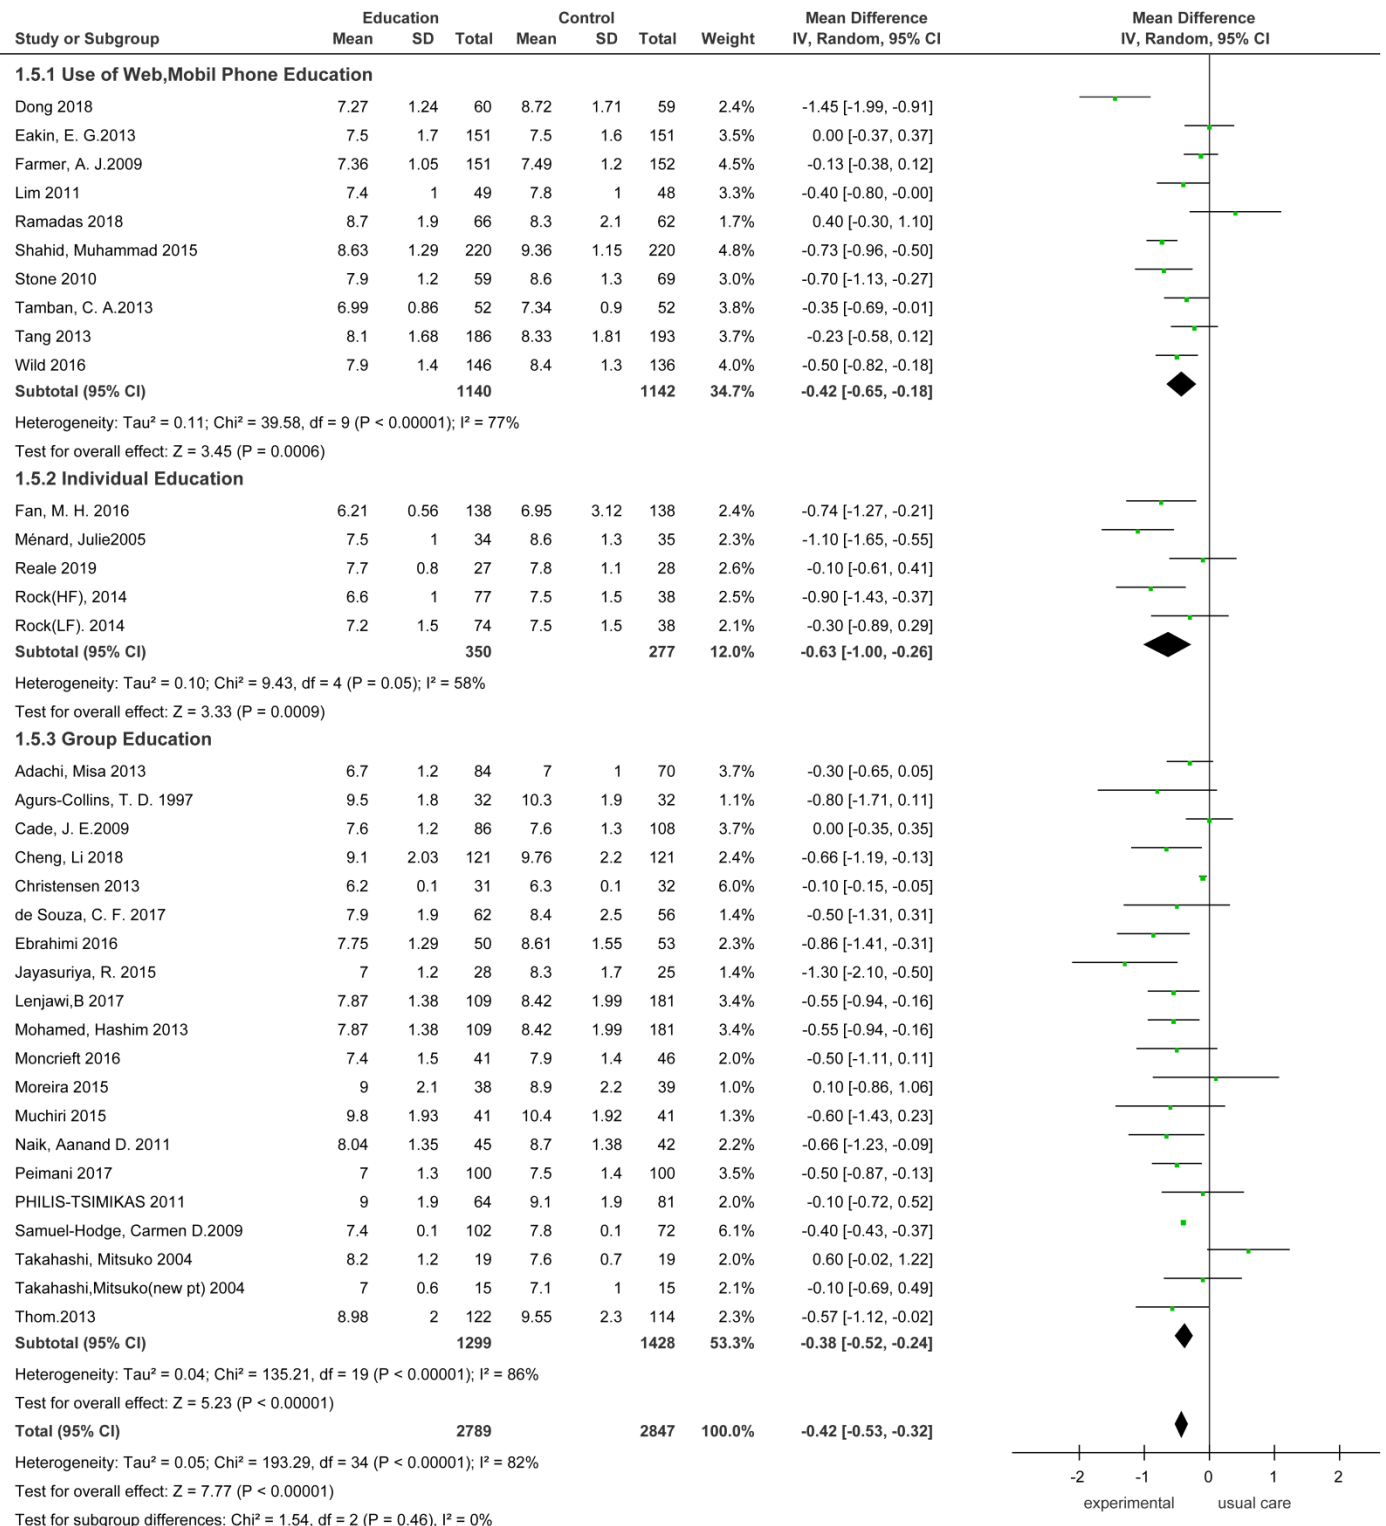 Education Control Mean Difference Mean Difference
Study or Subgroup Mean SD Total Mean SD Total Weight IV, Random, 95% CI IV, Random, 95% CI
1.5.1 Use of Web,Mobil Phone Education
Dong 2018 7.27 1.24 60 8.72 1.71 59 2.4% -1.45 [-1.99, -0.91]
Eakin, E. G.2013 7.5 1.7 151 7.5 1.6 151 3.5% 0.00 [-0.37, 0.37]
Farmer, A. J.2009 7.36 1.05 151 7.49 1.2 152 4.5% -0.13 [-0.38, 0.12]
Lim 2011 7.4 1 49 7.8 1 48 3.3% -0.40 [-0.80, -0.00]
Ramadas 2018 8.7 1.9 66 8.3 2.1 62 1.7% 0.40 [-0.30, 1.10]
Shahid, Muhammad 2015 8.63 1.29 220 9.36 1.15 220 4.8% -0.73 [-0.96, -0.50]
Stone 2010 7.9 1.2 59 8.6 1.3 69 3.0% -0.70 [-1.13, -0.27]
Tamban, C. A.2013 6.99 0.86 52 7.34 0.9 52 3.8% -0.35 [-0.69, -0.01]
Tang 2013 8.1 1.68 186 8.33 1.81 193 3.7% -0.23 [-0.58, 0.12]
Wild 2016 7.9 1.4 146 8.4 1.3 136 4.0% -0.50 [-0.82, -0.18]
Subtotal (95% CI) 1140 1142 34.7% -0.42 [-0.65, -0.18]
Heterogeneity: Tau² = 0.11; Chi² = 39.58, df = 9 (P < 0.00001); I² = 77%
Test for overall effect: Z = 3.45 (P = 0.0006)
1.5.2 Individual Education
Fan, M. H. 2016 6.21 0.56 138 6.95 3.12 138 2.4% -0.74 [-1.27, -0.21]
Ménard, Julie2005 7.5 1 34 8.6 1.3 35 2.3% -1.10 [-1.65, -0.55]
Reale 2019 7.7 0.8 27 7.8 1.1 28 2.6% -0.10 [-0.61, 0.41]
Rock(HF), 2014 6.6 1 77 7.5 1.5 38 2.5% -0.90 [-1.43, -0.37]
Rock(LF). 2014 7.2 1.5 74 7.5 1.5 38 2.1% -0.30 [-0.89, 0.29]
Subtotal (95% CI) 350 277 12.0% -0.63 [-1.00, -0.26]
Heterogeneity: Tau² = 0.10; Chi² = 9.43, df = 4 (P = 0.05); I² = 58%
Test for overall effect: Z = 3.33 (P = 0.0009)
1.5.3 Group Education
Adachi, Misa 2013 6.7 1.2 84 7 1 70 3.7% -0.30 [-0.65, 0.05]
Agurs-Collins, T. D. 1997 9.5 1.8 32 10.3 1.9 32 1.1% -0.80 [-1.71, 0.11]
Cade, J. E.2009 7.6 1.2 86 7.6 1.3 108 3.7% 0.00 [-0.35, 0.35]
Cheng, Li 2018 9.1 2.03 121 9.76 2.2 121 2.4% -0.66 [-1.19, -0.13]
Christensen 2013 6.2 0.1 31 6.3 0.1 32 6.0% -0.10 [-0.15, -0.05]
de Souza, C. F. 2017 7.9 1.9 62 8.4 2.5 56 1.4% -0.50 [-1.31, 0.31]
Ebrahimi 2016 7.75 1.29 50 8.61 1.55 53 2.3% -0.86 [-1.41, -0.31]
Jayasuriya, R. 2015 7 1.2 28 8.3 1.7 25 1.4% -1.30 [-2.10, -0.50]
Lenjawi,B 2017 7.87 1.38 109 8.42 1.99 181 3.4% -0.55 [-0.94, -0.16]
Mohamed, Hashim 2013 7.87 1.38 109 8.42 1.99 181 3.4% -0.55 [-0.94, -0.16]
Moncrieft 2016 7.4 1.5 41 7.9 1.4 46 2.0% -0.50 [-1.11, 0.11]
Moreira 2015 9 2.1 38 8.9 2.2 39 1.0% 0.10 [-0.86, 1.06]
Muchiri 2015 9.8 1.93 41 10.4 1.92 41 1.3% -0.60 [-1.43, 0.23]
Naik, Aanand D. 2011 8.04 1.35 45 8.7 1.38 42 2.2% -0.66 [-1.23, -0.09]
Peimani 2017 7 1.3 100 7.5 1.4 100 3.5% -0.50 [-0.87, -0.13]
PHILIS-TSIMIKAS 2011 9 1.9 64 9.1 1.9 81 2.0% -0.10 [-0.72, 0.52]
Samuel-Hodge, Carmen D.2009 7.4 0.1 102 7.8 0.1 72 6.1% -0.40 [-0.43, -0.37]
Takahashi, Mitsuko 2004 8.2 1.2 19 7.6 0.7 19 2.0% 0.60 [-0.02, 1.22]
Takahashi,Mitsuko(new pt) 2004 7 0.6 15 7.1 1 15 2.1% -0.10 [-0.69, 0.49]
Thom.2013 8.98 2 122 9.55 2.3 114 2.3% -0.57 [-1.12, -0.02]
Subtotal (95% CI) 1299 1428 53.3% -0.38 [-0.52, -0.24]
Heterogeneity: Tau² = 0.04; Chi² = 135.21, df = 19 (P < 0.00001); I² = 86%
Test for overall effect: Z = 5.23 (P < 0.00001)
Total (95% CI) 2789 2847 100.0% -0.42 [-0.53, -0.32]
Heterogeneity: Tau² = 0.05; Chi² = 193.29, df = 34 (P < 0.00001); I² = 82%
Test for overall effect: Z = 7.77 (P < 0.00001)
Test for subgroup differences: Chi² = 1.54, df = 2 (P = 0.46), I² = 0%
-2 -1 0 1 2
experimental usual care